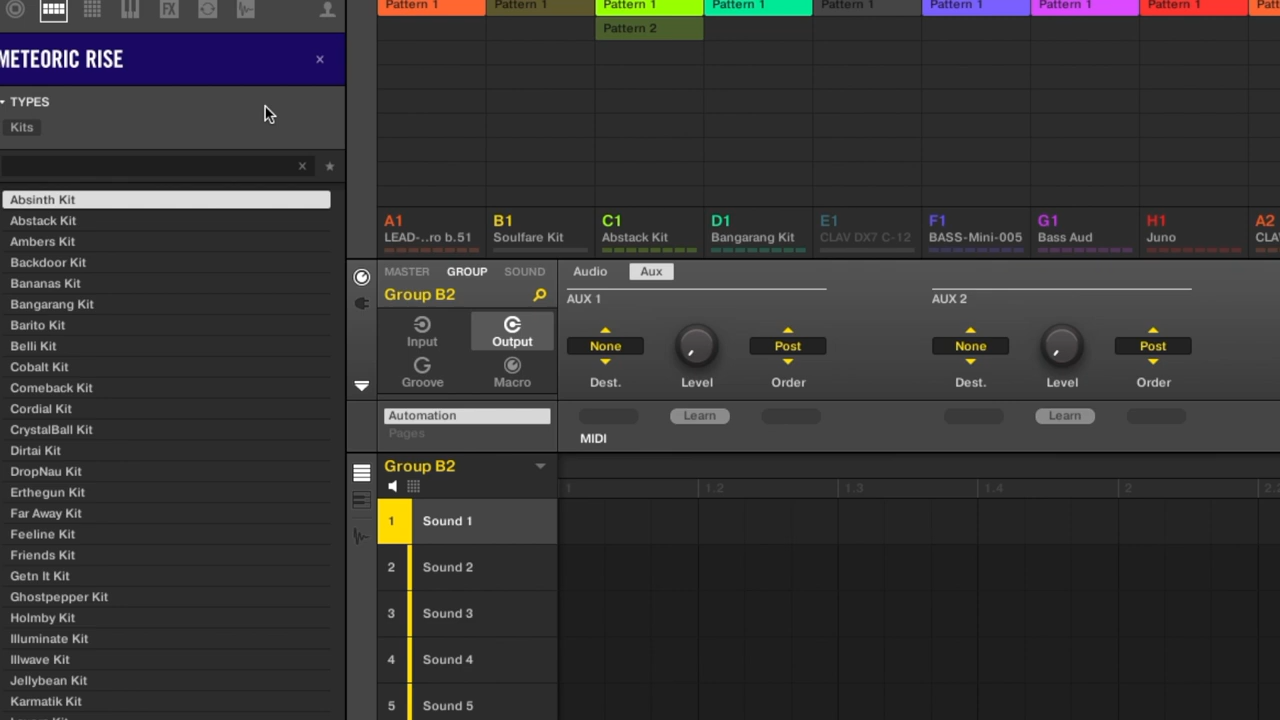 FX
METEORIC RISE ×
TYPES
Kits
Absinth Kit
Abstack Kit
Ambers Kit
Backdoor Kit
Bananas Kit
Bangarang Kit
Barito Kit
Belli Kit
Cobalt Kit
Comeback Kit
Cordial Kit
CrystalBall Kit
Dirtai Kit
DropNau Kit
Erthegun Kit
Far Away Kit
Feeline Kit
Friends Kit
Getn It Kit
Ghostpepper Kit
Holmby Kit
Illuminate Kit
Illwave Kit
Jellybean Kit
Karmatik Kit
Pattern 1 Pattern 1 Pattern 1 Pattern 1 Pattern 1 Pattern 1 Pattern 1 Pattern 1
Pattern 2
A1 B1 C1 D1 E1 F1 G1 H1 A2
LEAD-..ro b.51 Soulfare Kit Abstack Kit Bangarang Kit CLAV DX7 C-12 BASS-Mini-005 Bass Aud Juno
MASTER GROUP SOUND Audio Aux
Group B2 AUX 1 AUX 2
Input Output None Post None Post
Groove Macro Dest. Level Order Dest. Level Order
Automation Learn Learn
Pages
MIDI
Group B2
1 1.2 1.3 1.4 2
1 Sound 1
2 Sound 2
3 Sound 3
4 Sound 4
5 Sound 5